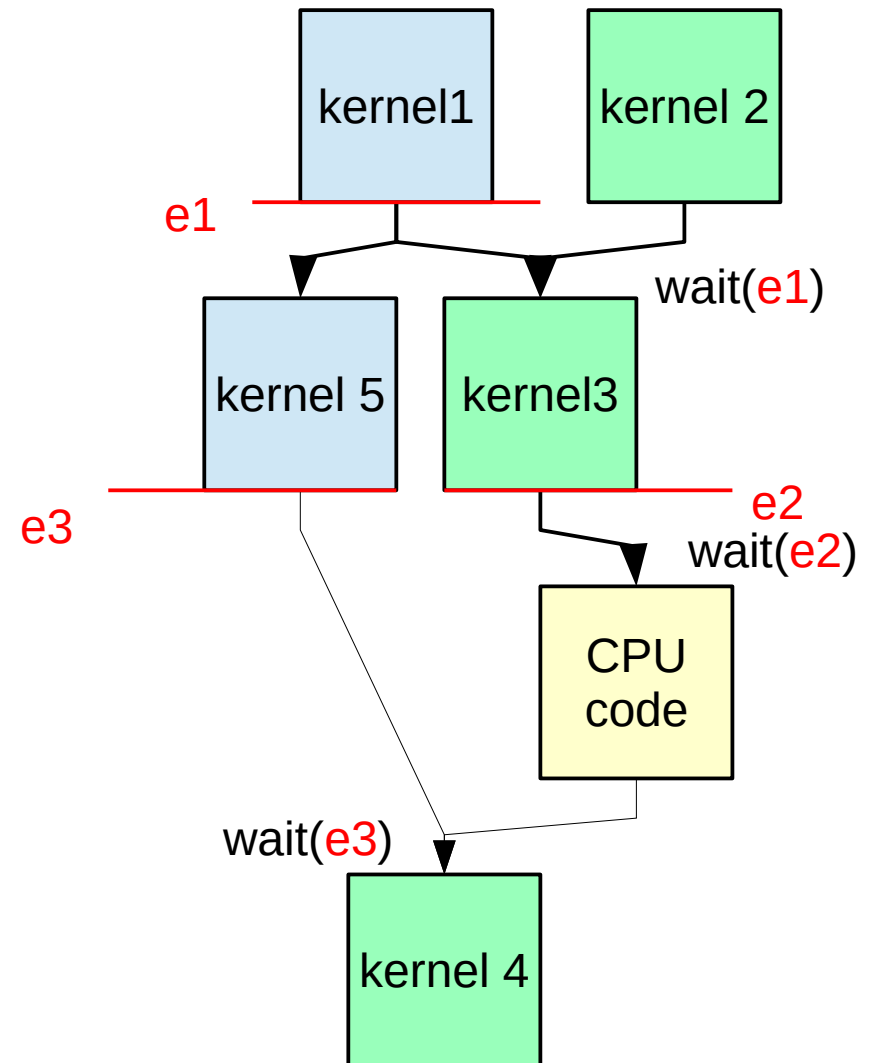 kernel1
kernel 2
e1
wait(e1)
kernel 5
kernel3
e3
e2
wait(e2)
CPU
code
wait(e3)
kernel 4